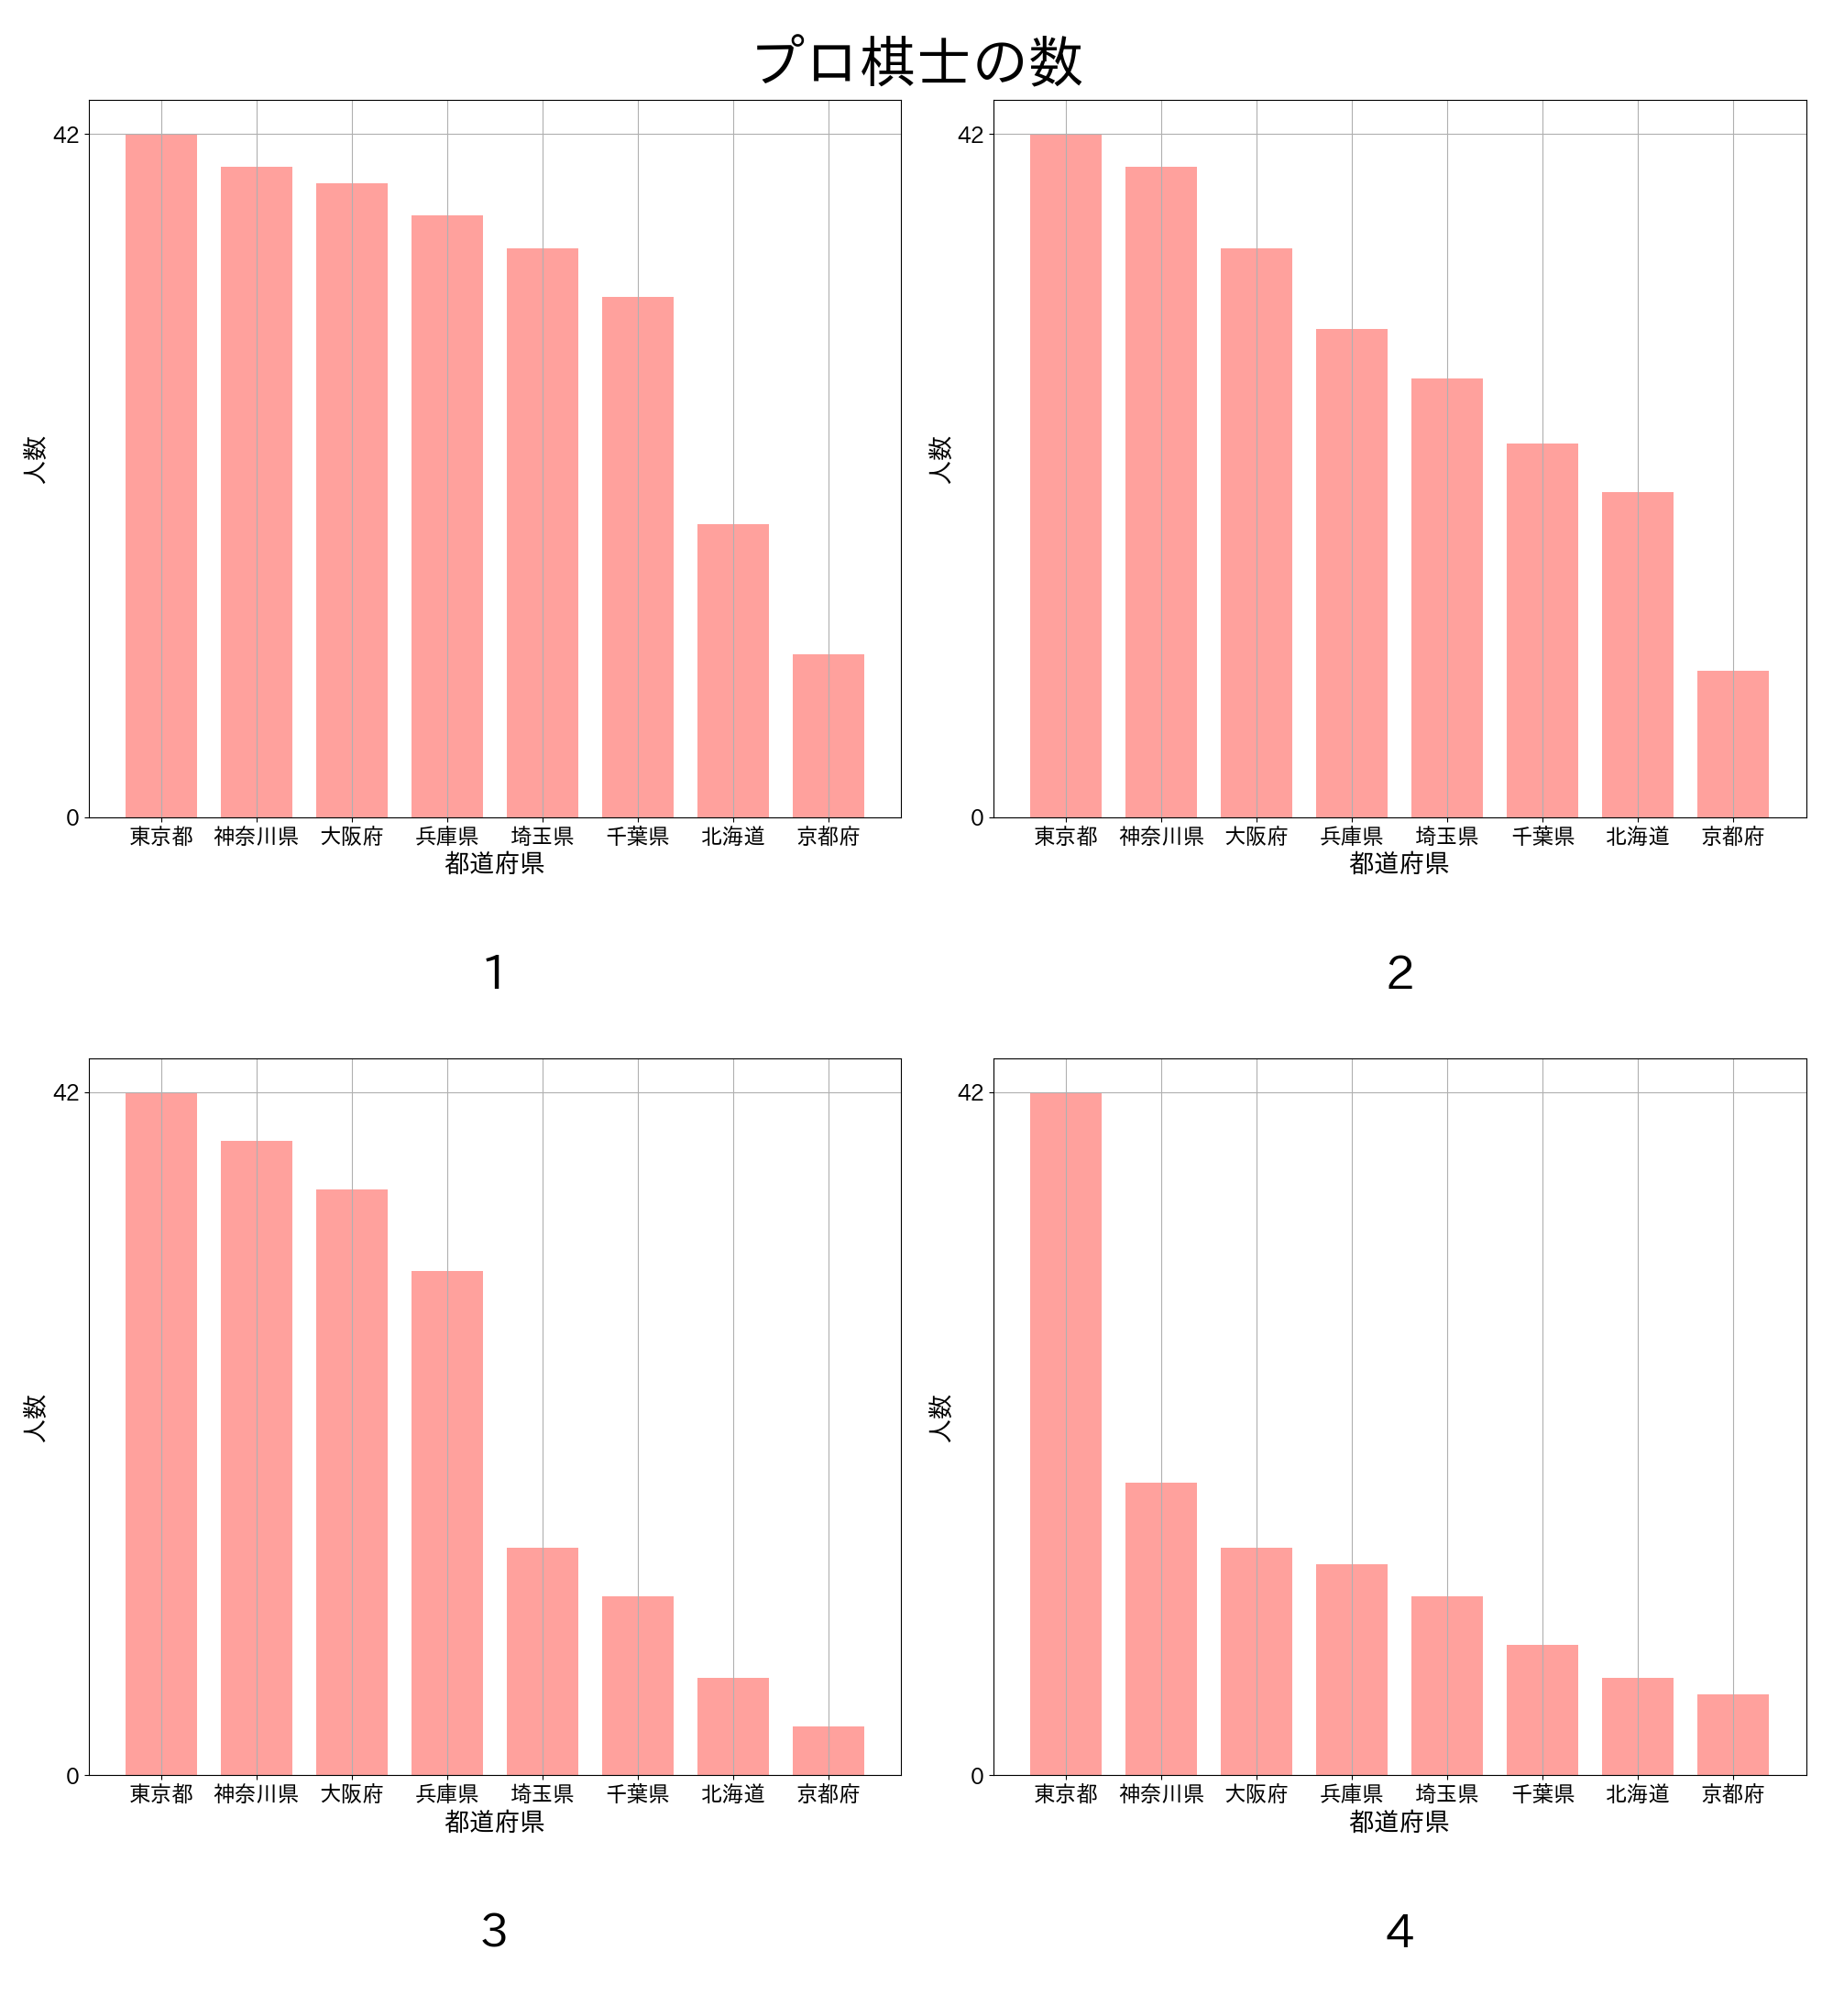 プロ棋士の数
42
0
人数
東京都 神奈川県 大阪府 兵庫県 埼玉県 千葉県 北海道 京都府
都道府県
1
42
0
人数
東京都 神奈川県 大阪府 兵庫県 埼玉県 千葉県 北海道 京都府
都道府県
2
42
0
人数
東京都 神奈川県 大阪府 兵庫県 埼玉県 千葉県 北海道 京都府
都道府県
3
42
0
人数
東京都 神奈川県 大阪府 兵庫県 埼玉県 千葉県 北海道 京都府
都道府県
4